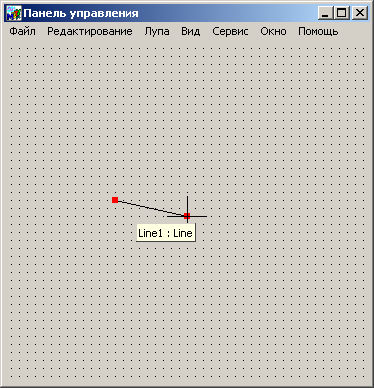 Панель управления
Файл Редактирование Лупа Вид Сервис Окно Помощь
Line1 : Line